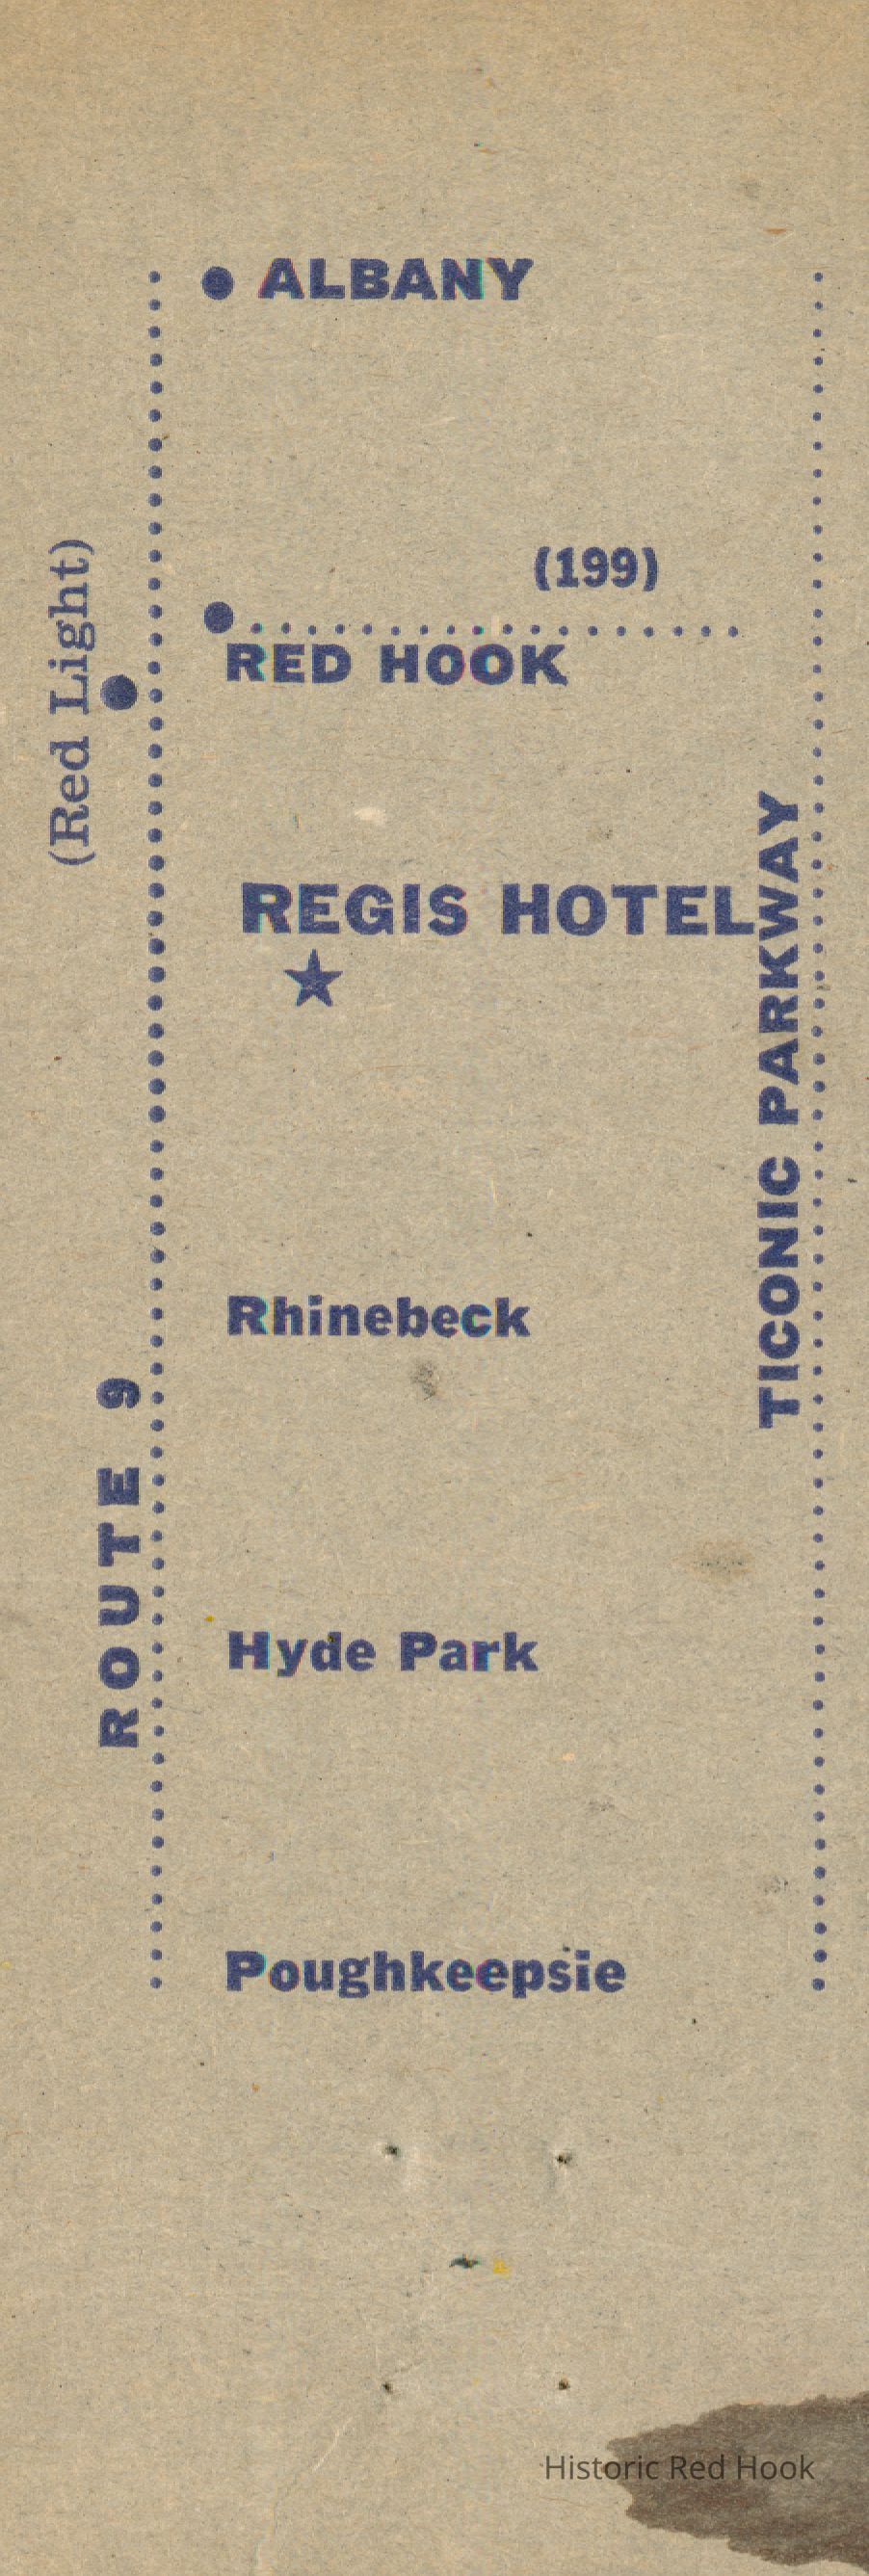 ALBANY
(199)
RED HOOK
(Red Light)
REGIS HOTEL
TICONIC PARKWAY
Rhinebeck
ROUTE 9
Hyde Park
Poughkeepsie
Historic Red Hook